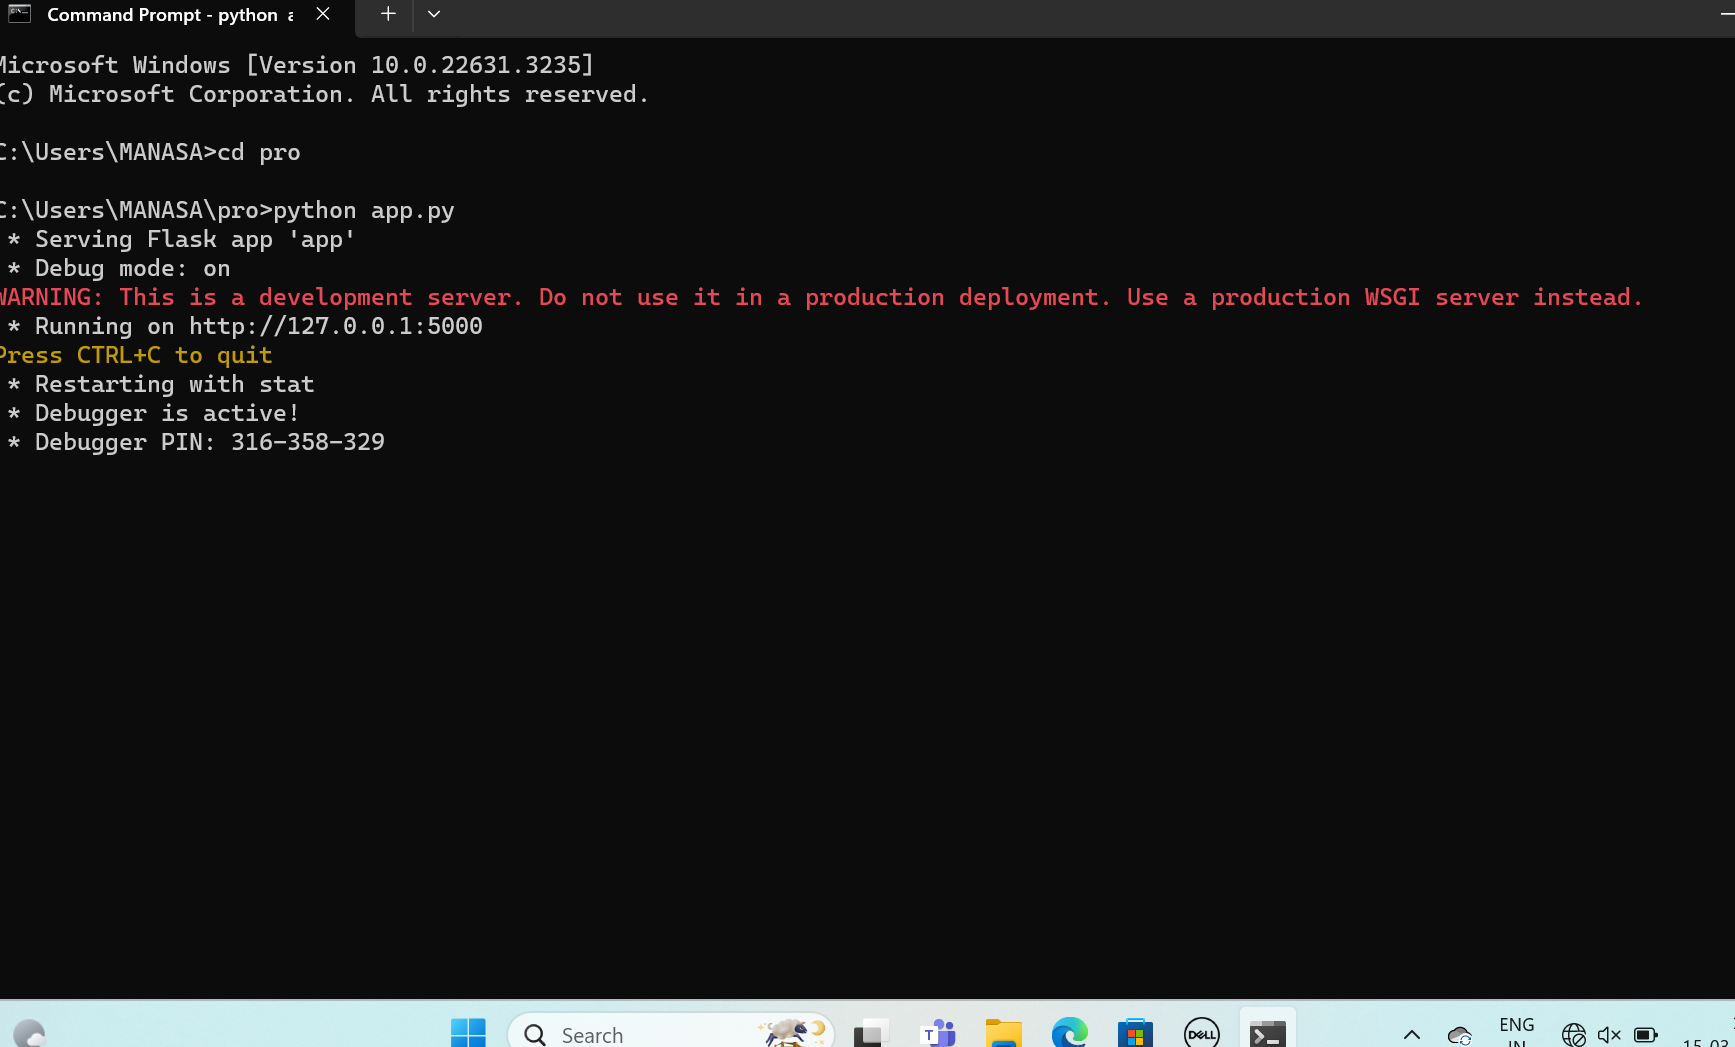 Command Prompt - python a
Microsoft Windows [Version 10.0.22631.3235]
(c) Microsoft Corporation. All rights reserved.
C:\Users\MANASA>cd pro
C:\Users\MANASA\pro>python app.py
* Serving Flask app 'app'
* Debug mode: on
WARNING: This is a development server. Do not use it in a production deployment. Use a production WSGI server instead.
* Running on http://127.0.0.1:5000
Press CTRL+C to quit
* Restarting with stat
* Debugger is active!
* Debugger PIN: 316-358-329
Search
T
DELL
ENG
IN
15-03